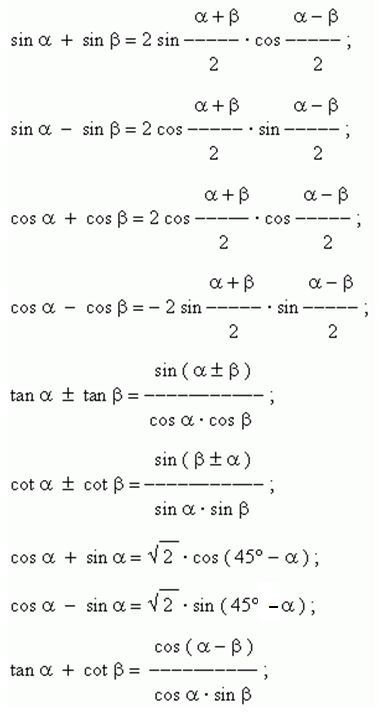 sin α + sin β = 2 sin (α + β)/2 · cos (α − β)/2 ;
sin α − sin β = 2 cos (α + β)/2 · sin (α − β)/2 ;
cos α + cos β = 2 cos (α + β)/2 · cos (α − β)/2 ;
cos α − cos β = − 2 sin (α + β)/2 · sin (α − β)/2 ;
tan α ± tan β = sin ( α ± β ) / cos α · cos β ;
cot α ± cot β = sin ( β ± α ) / sin α · sin β ;
cos α + sin α = √2 · cos ( 45° − α ) ;
cos α − sin α = √2 · sin ( 45° − α ) ;
tan α + cot β = cos ( α − β ) / cos α · sin β ;